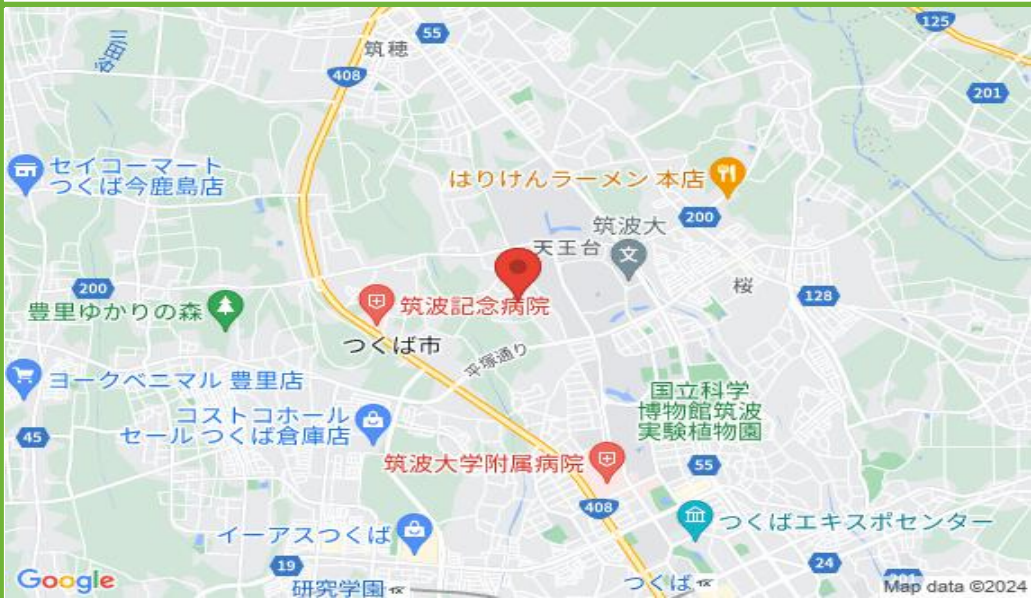 125
55
筑穂
408
201
セイコーマート
つくば今鹿島店
はりけんラーメン 本店
200
筑波大
天王台
文
桜
200
128
豊里ゆかりの森
筑波記念病院
つくば市
平塚通り
ヨークベニマル 豊里店
国立科学
博物館筑波
実験植物園
コストコホール
セール つくば倉庫店
45
筑波大学附属病院
55
408
つくばエキスポセンター
イーアスつくば
19
24
研究学園
つくば
Google
Map data ©2024